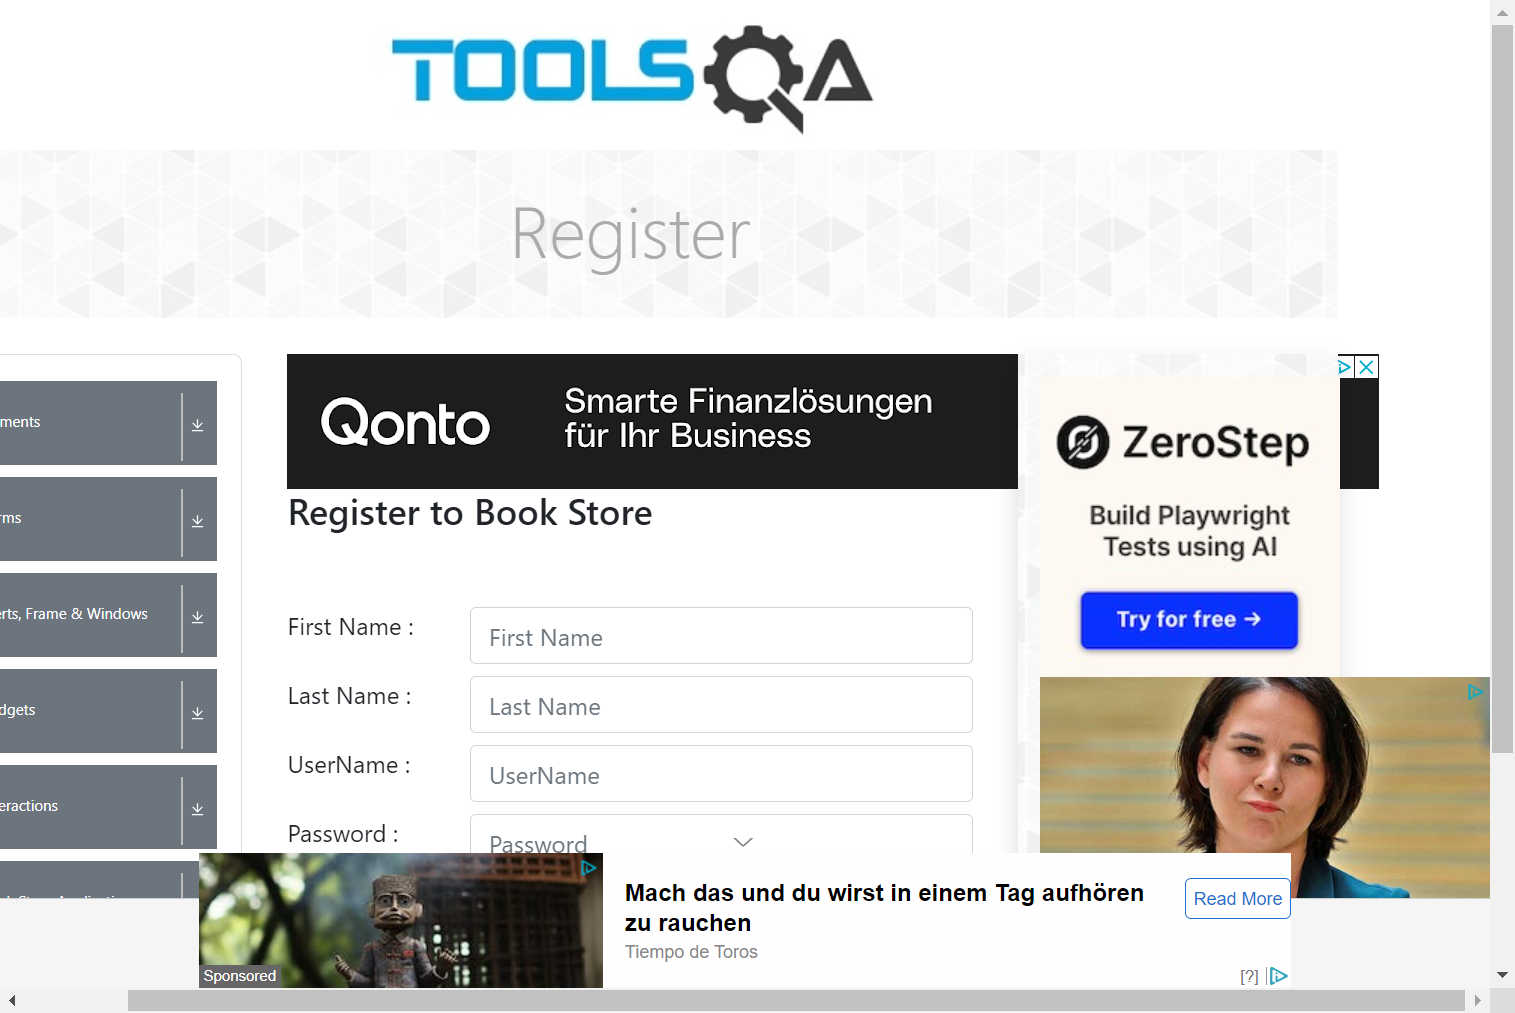 TOOLSQA
Register
Qonto
Smarte Finanzlösungen
für Ihr Business
ZeroStep
Build Playwright
Tests using AI
Try for free →
Register to Book Store
First Name :
First Name
Last Name :
Last Name
UserName :
UserName
Password :
Password
ments
rms
erts, Frame & Windows
dgets
eractions
Sponsored
Mach das und du wirst in einem Tag aufhören
zu rauchen
Tiempo de Toros
Read More
[?]